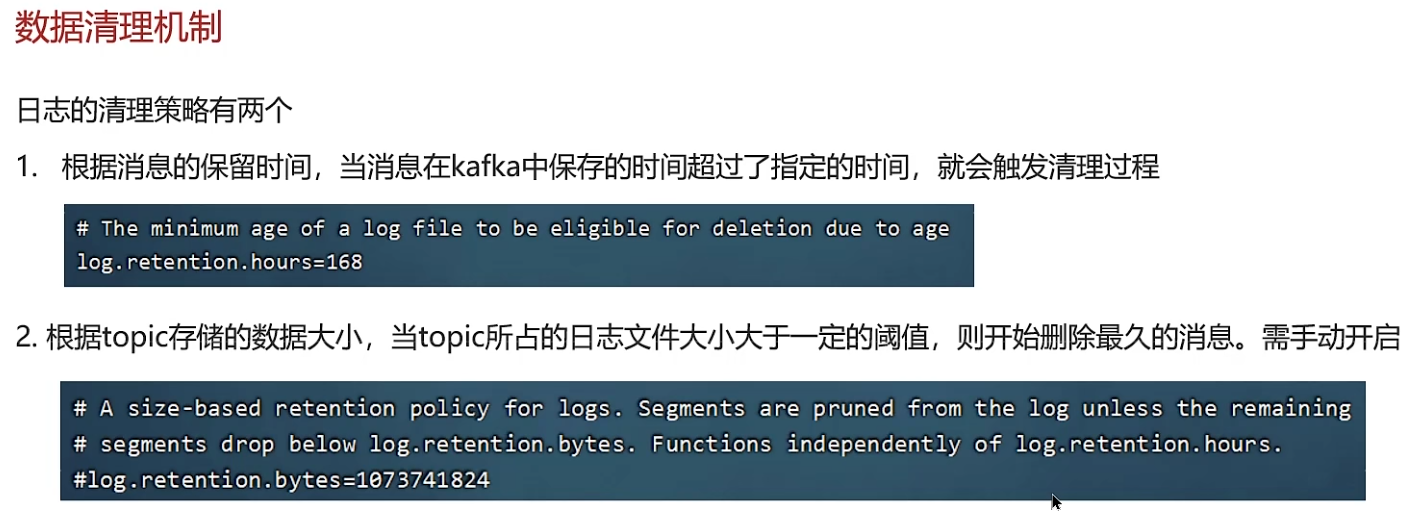 数据清理机制
日志的清理策略有两个
1. 根据消息的保留时间，当消息在kafka中保存的时间超过了指定的时间，就会触发清理过程
# The minimum age of a log file to be eligible for deletion due to age
log.retention.hours=168
2. 根据topic存储的数据大小，当topic所占的日志文件大小大于一定的阈值，则开始删除最久的消息。需手动开启
# A size-based retention policy for logs. Segments are pruned from the log unless the remaining
# segments drop below log.retention.bytes. Functions independently of log.retention.hours.
#log.retention.bytes=1073741824